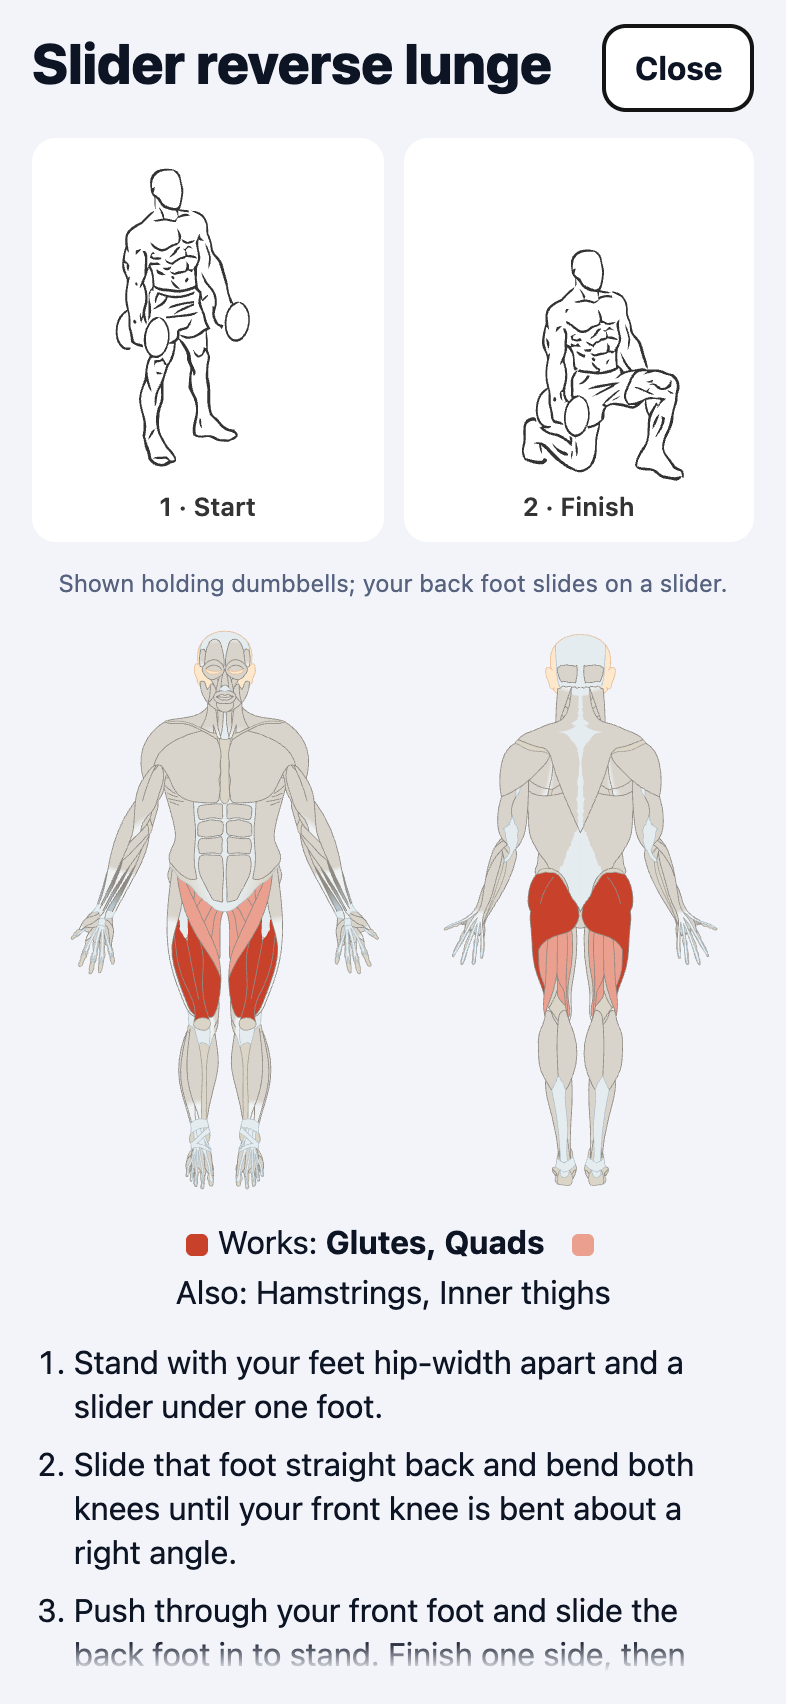 Slider reverse lunge
Close
1 · Start
2 · Finish
Shown holding dumbbells; your back foot slides on a slider.
Works: Glutes, Quads
Also: Hamstrings, Inner thighs
1. Stand with your feet hip-width apart and a
slider under one foot.
2. Slide that foot straight back and bend both
knees until your front knee is bent about a
right angle.
3. Push through your front foot and slide the
back foot in to stand. Finish one side, then